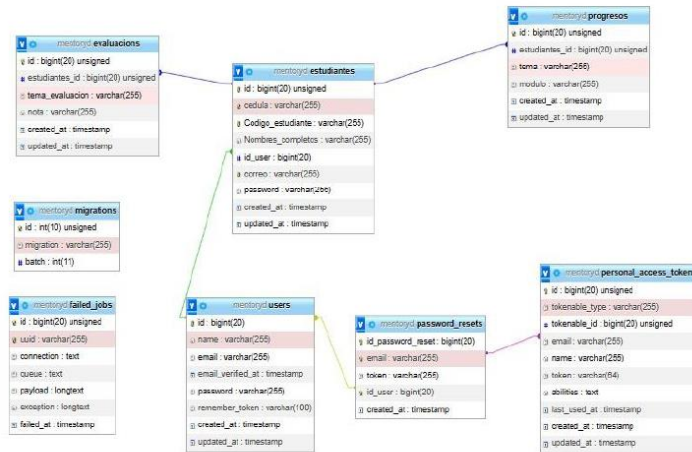 mentoryd evaluacions
id : bigint(20) unsigned
estudiantes_id : bigint(20) unsigned
tema_evaluacion : varchar(255)
nota : varchar(255)
created_at : timestamp
updated_at : timestamp
mentoryd estudiantes
id : bigint(20) unsigned
cedula : varchar(255)
Codigo_estudiante : varchar(255)
Nombres_completos : varchar(255)
id_user : bigint(20)
correo : varchar(255)
password : varchar(255)
created_at : timestamp
updated_at : timestamp
mentoryd progresos
id : bigint(20) unsigned
estudiantes_id : bigint(20) unsigned
tema : varchar(255)
modulo : varchar(255)
created_at : timestamp
updated_at : timestamp
mentoryd migrations
id : int(10) unsigned
migration : varchar(255)
batch : int(11)
mentoryd failed_jobs
id : bigint(20) unsigned
uuid : varchar(255)
connection : text
queue : text
payload : longtext
exception : longtext
failed_at : timestamp
mentoryd users
id : bigint(20)
name : varchar(255)
email : varchar(255)
email_verified_at : timestamp
password : varchar(255)
remember_token : varchar(100)
created_at : timestamp
updated_at : timestamp
mentoryd password_resets
id_password_reset : bigint(20)
email : varchar(255)
token : varchar(255)
id_user : bigint(20)
created_at : timestamp
mentoryd personal_access_token
id : bigint(20) unsigned
tokenable_type : varchar(255)
tokenable_id : bigint(20) unsigned
email : varchar(255)
name : varchar(255)
token : varchar(64)
abilities : text
last_used_at : timestamp
created_at : timestamp
updated_at : timestamp